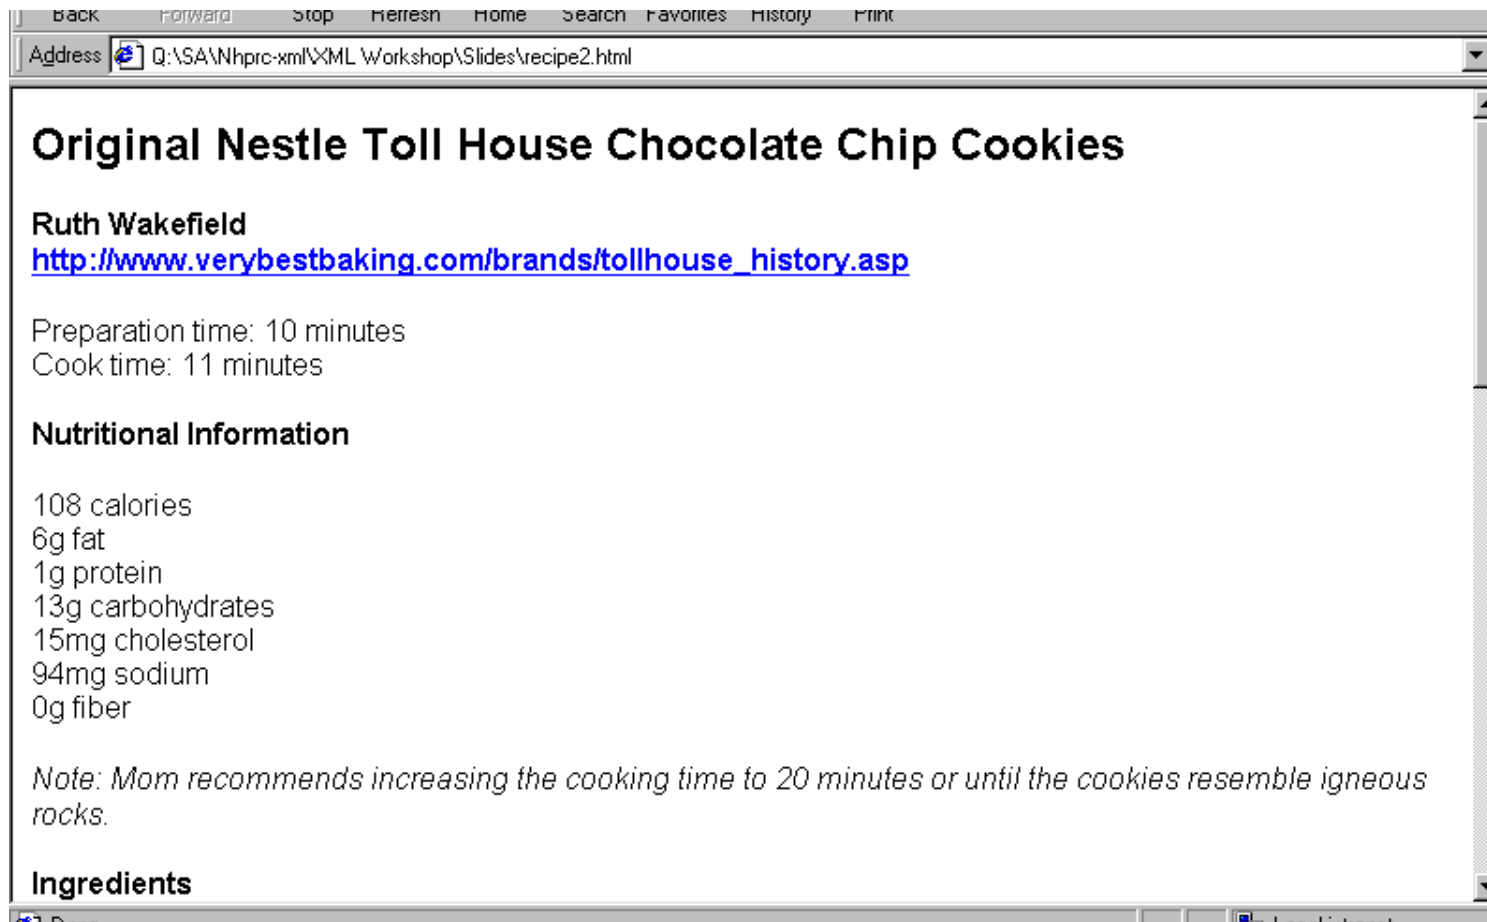 Back Forward Stop Refresh Home Search Favorites History Print
Address Q:\SA\Nhprc-xml\XML Workshop\Slides\recipe2.html
Original Nestle Toll House Chocolate Chip Cookies
Ruth Wakefield
http://www.verybestbaking.com/brands/tollhouse_history.asp
Preparation time: 10 minutes
Cook time: 11 minutes
Nutritional Information
108 calories
6g fat
1g protein
13g carbohydrates
15mg cholesterol
94mg sodium
0g fiber
Note: Mom recommends increasing the cooking time to 20 minutes or until the cookies resemble igneous
rocks.
Ingredients
Done Local intranet